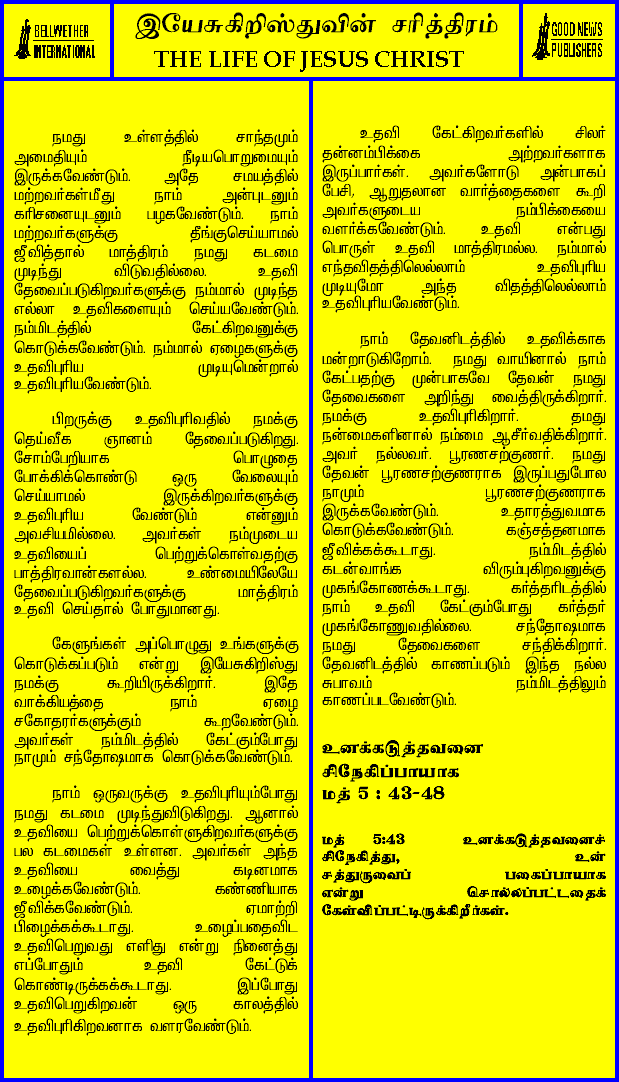 BELLWETHER
INTERNATIONAL
இயேசுகிறிஸ்துவின் சரித்திரம்
THE LIFE OF JESUS CHRIST
GOOD NEWS
PUBLISHERS
நமது உள்ளத்தில் சாந்தமும்
அமைதியும் நீடியபொறுமையும்
இருக்கவேண்டும். அதே சமயத்தில்
மற்றவர்கள்மீது நாம் அன்புடனும்
கரிசனையுடனும் பழகவேண்டும். நாம்
மற்றவர்களுக்கு தீங்குசெய்யாமல்
ஜீவித்தால் மாத்திரம் நமது கடமை
முடிந்து விடுவதில்லை. உதவி
தேவைப்படுகிறவர்களுக்கு நம்மால் முடிந்த
எல்லா உதவிகளையும் செய்யவேண்டும்.
நம்மிடத்தில் கேட்கிறவனுக்கு
கொடுக்கவேண்டும். நம்மால் ஏழைகளுக்கு
உதவிபுரிய முடியுமென்றால்
உதவிபுரியவேண்டும்.
பிறருக்கு உதவிபுரிவதில் நமக்கு
தெய்வீக ஞானம் தேவைப்படுகிறது.
சோம்பேறியாக பொழுதை
போக்கிக்கொண்டு ஒரு வேலையும்
செய்யாமல் இருக்கிறவர்களுக்கு
உதவிபுரிய வேண்டும் என்னும்
அவசியமில்லை. அவர்கள் நம்முடைய
உதவியைப் பெற்றுக்கொள்வதற்கு
பாத்திரவான்களல்ல. உண்மையிலேயே
தேவைப்படுகிறவர்களுக்கு மாத்திரம்
உதவி செய்தால் போதுமானது.
கேளுங்கள் அப்பொழுது உங்களுக்கு
கொடுக்கப்படும் என்று இயேசுகிறிஸ்து
நமக்கு கூறியிருக்கிறார். இதே
வாக்கியத்தை நாம் ஏழை
சகோதரர்களுக்கும் கூறவேண்டும்.
அவர்கள் நம்மிடத்தில் கேட்கும்போது
நாமும் சந்தோஷமாக கொடுக்கவேண்டும்.
நாம் ஒருவருக்கு உதவிபுரியும்போது
நமது கடமை முடிந்துவிடுகிறது. ஆனால்
உதவியை பெற்றுக்கொள்ளுகிறவர்களுக்கு
பல கடமைகள் உள்ளன. அவர்கள் அந்த
உதவியை வைத்து கடினமாக
உழைக்கவேண்டும். கண்ணியாக
ஜீவிக்கவேண்டும். ஏமாற்றி
பிழைக்கக்கூடாது. உழைப்பதைவிட
உதவிபெறுவது எளிது என்று நினைத்து
எப்போதும் உதவி கேட்டுக்
கொண்டிருக்கக்கூடாது. இப்போது
உதவிபெறுகிறவன் ஒரு காலத்தில்
உதவிபுரிகிறவனாக வளரவேண்டும்.
உதவி கேட்கிறவர்களில் சிலர்
தன்னம்பிக்கை அற்றவர்களாக
இருப்பார்கள். அவர்களோடு அன்பாகப்
பேசி, ஆறுதலான வார்த்தைகளை கூறி
அவர்களுடைய நம்பிக்கையை
வளர்க்கவேண்டும். உதவி என்பது
பொருள் உதவி மாத்திரமல்ல. நம்மால்
எந்தவிதத்திலெல்லாம் உதவிபுரிய
முடியுமோ அந்த விதத்திலெல்லாம்
உதவிபுரியவேண்டும்.
நாம் தேவனிடத்தில் உதவிக்காக
மன்றாடுகிறோம். நமது வாயினால் நாம்
கேட்பதற்கு முன்பாகவே தேவன் நமது
தேவைகளை அறிந்து வைத்திருக்கிறார்.
நமக்கு உதவிபுரிகிறார். தமது
நன்மைகளினால் நம்மை ஆசீர்வதிக்கிறார்.
அவர் நல்லவர். பூரணசற்குணர். நமது
தேவன் பூரணசற்குணராக இருப்பதுபோல
நாமும் பூரணசற்குணராக
இருக்கவேண்டும். உதாரத்துவமாக
கொடுக்கவேண்டும். கஞ்சத்தனமாக
ஜீவிக்கக்கூடாது. நம்மிடத்தில்
கடன்வாங்க விரும்புகிறவனுக்கு
முகங்கோணக்கூடாது. கர்த்தரிடத்தில்
நாம் உதவி கேட்கும்போது கர்த்தர்
முகங்கோணுவதில்லை. சந்தோஷமாக
நமது தேவைகளை சந்திக்கிறார்.
தேவனிடத்தில் காணப்படும் இந்த நல்ல
சுபாவம் நம்மிடத்திலும்
காணப்படவேண்டும்.
உனக்கடுத்தவனை
சிநேகிப்பாயாக
மத் 5 : 43-48
மத் 5:43 உனக்கடுத்தவனைச்
சிநேகித்து, உன்
சத்துருவைப் பகைப்பாயாக
என்று சொல்லப்பட்டதைக்
கேள்விப்பட்டிருக்கிறீர்கள்.